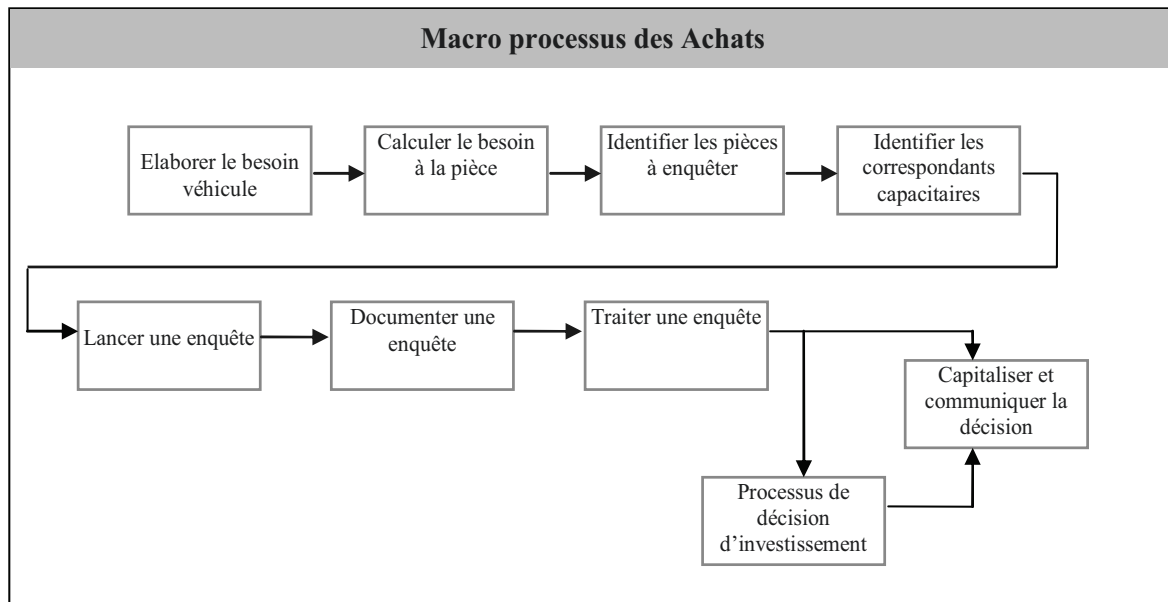 Macro processus des Achats
Elaborer le besoin
véhicule
Calculer le besoin
à la pièce
Identifier les pièces
à enquêter
Identifier les
correspondants
capacitaires
Lancer une enquête
Documenter une
enquête
Traiter une enquête
Capitaliser et
communiquer la
décision
Processus de
décision
d’investissement